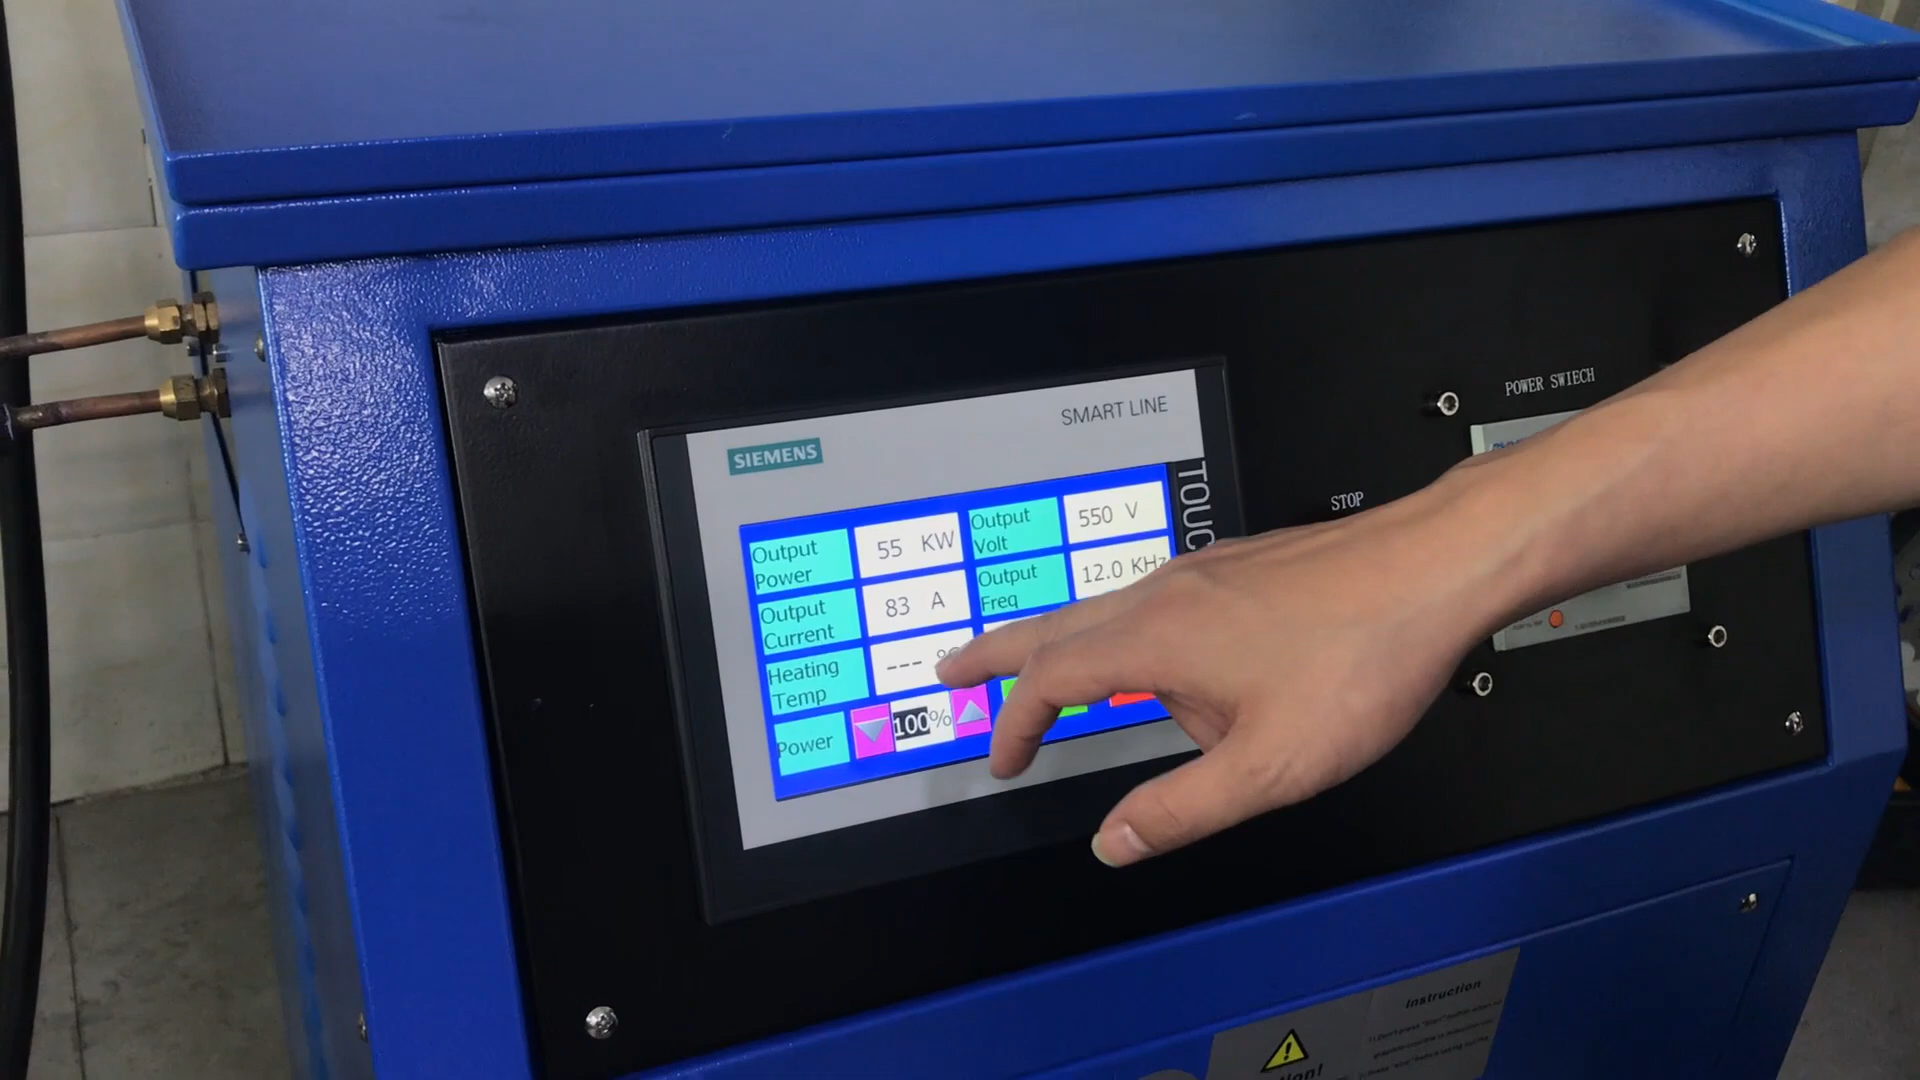 SMART LINE
SIEMENS
TOUC
Output
Power
55 KW
Output
Volt
550 V
Output
Current
83 A
Output
Freq
12.0 KHz
Heating
Temp
--- °C
Power
100%
POWER SWIECH
STOP
Instruction